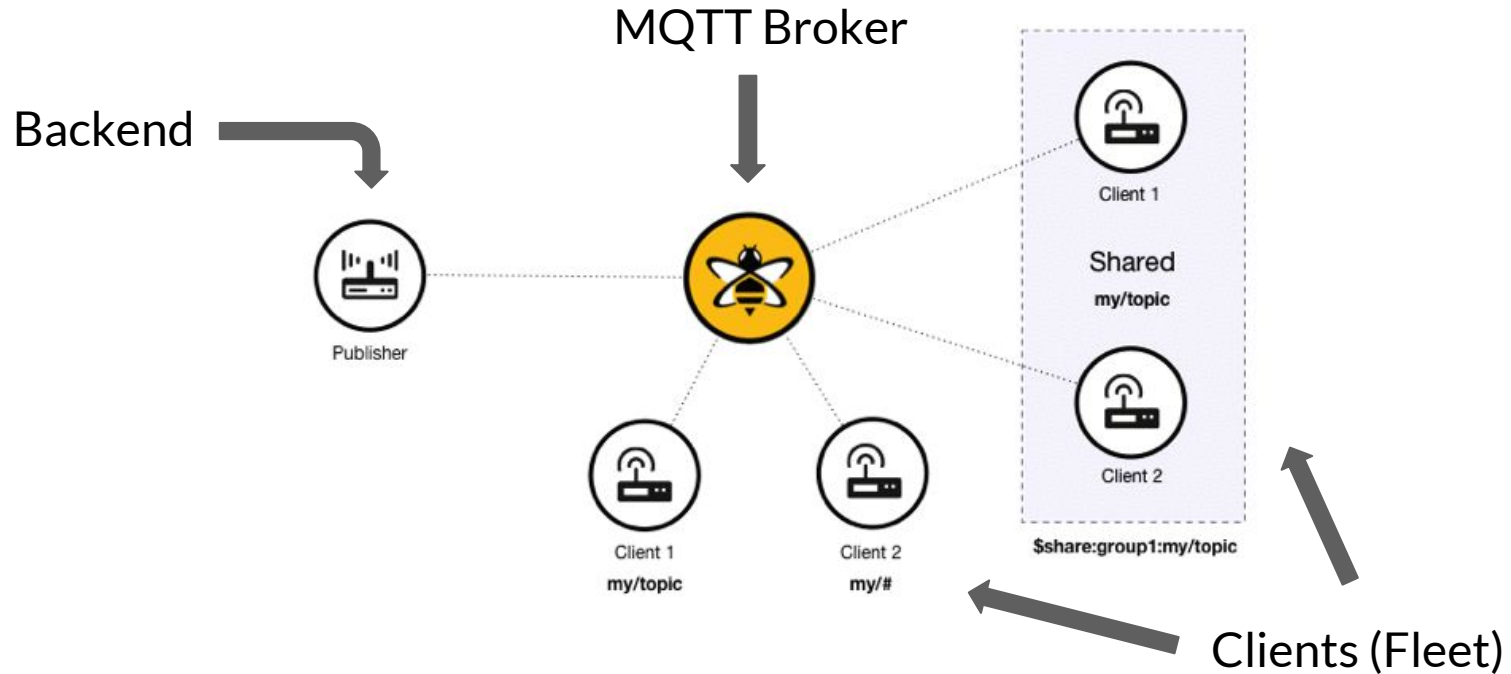 MQTT Broker
Backend
Client 1
Shared
my/topic
Publisher
Client 2
$share:group1:my/topic
Client 1
my/topic
Client 2
my/#
Clients (Fleet)